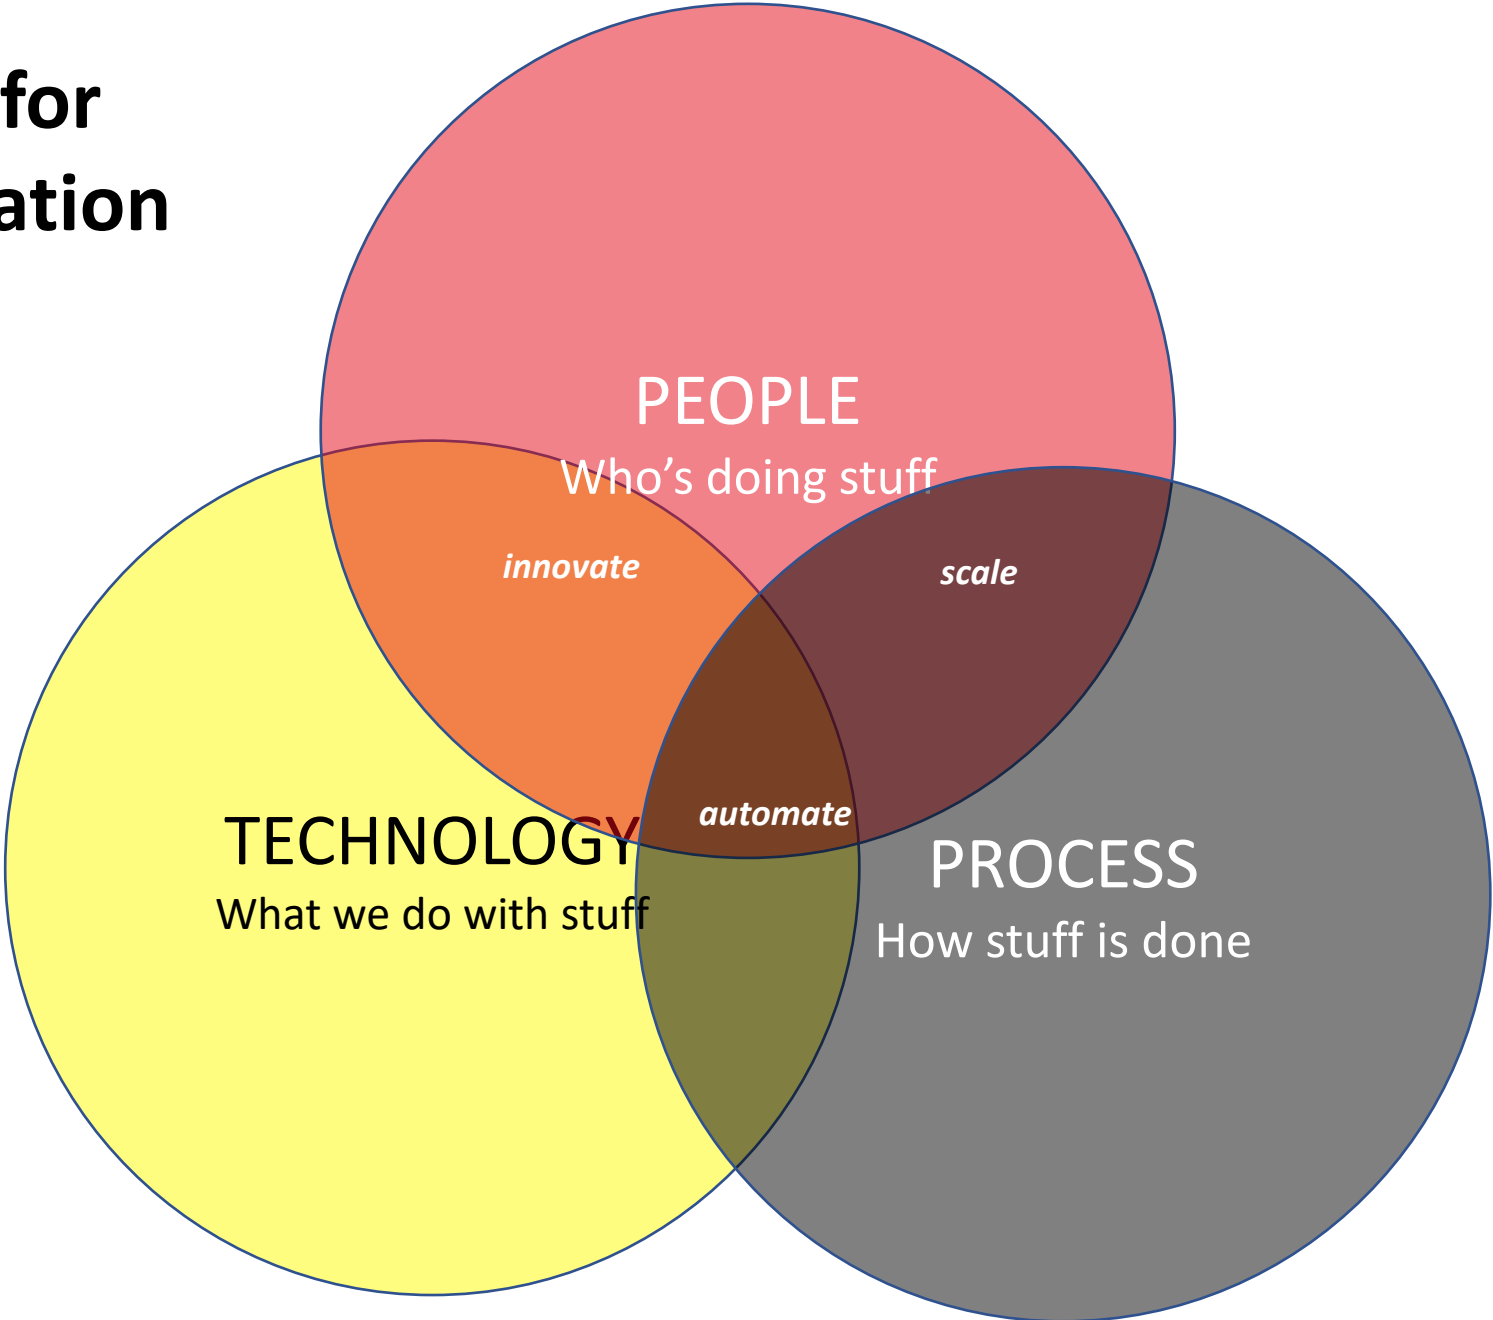 for
ation
PEOPLE
Who's doing stuff
innovate
scale
automate
TECHNOLOGY
What we do with stuff
PROCESS
How stuff is done